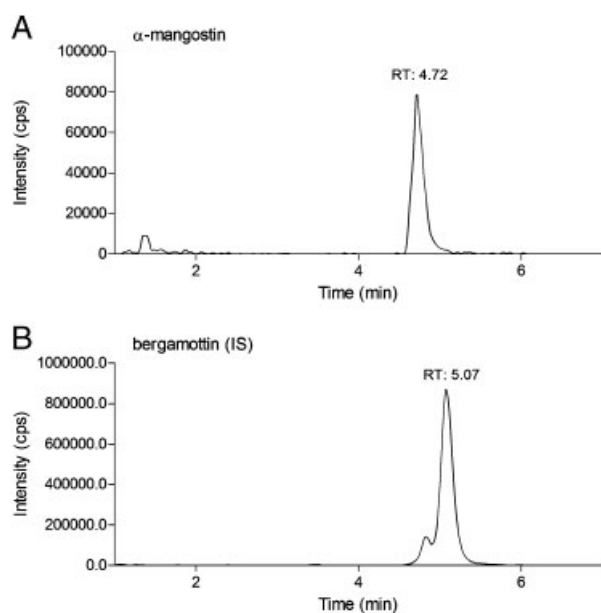 A
α-mangostin
100000
80000
60000
40000
20000
0
Intensity (cps)
RT: 4.72
2 4 6
Time (min)
B
bergamottin (IS)
1000000.0
800000.0
600000.0
400000.0
200000.0
0.0
Intensity (cps)
RT: 5.07
2 4 6
Time (min)